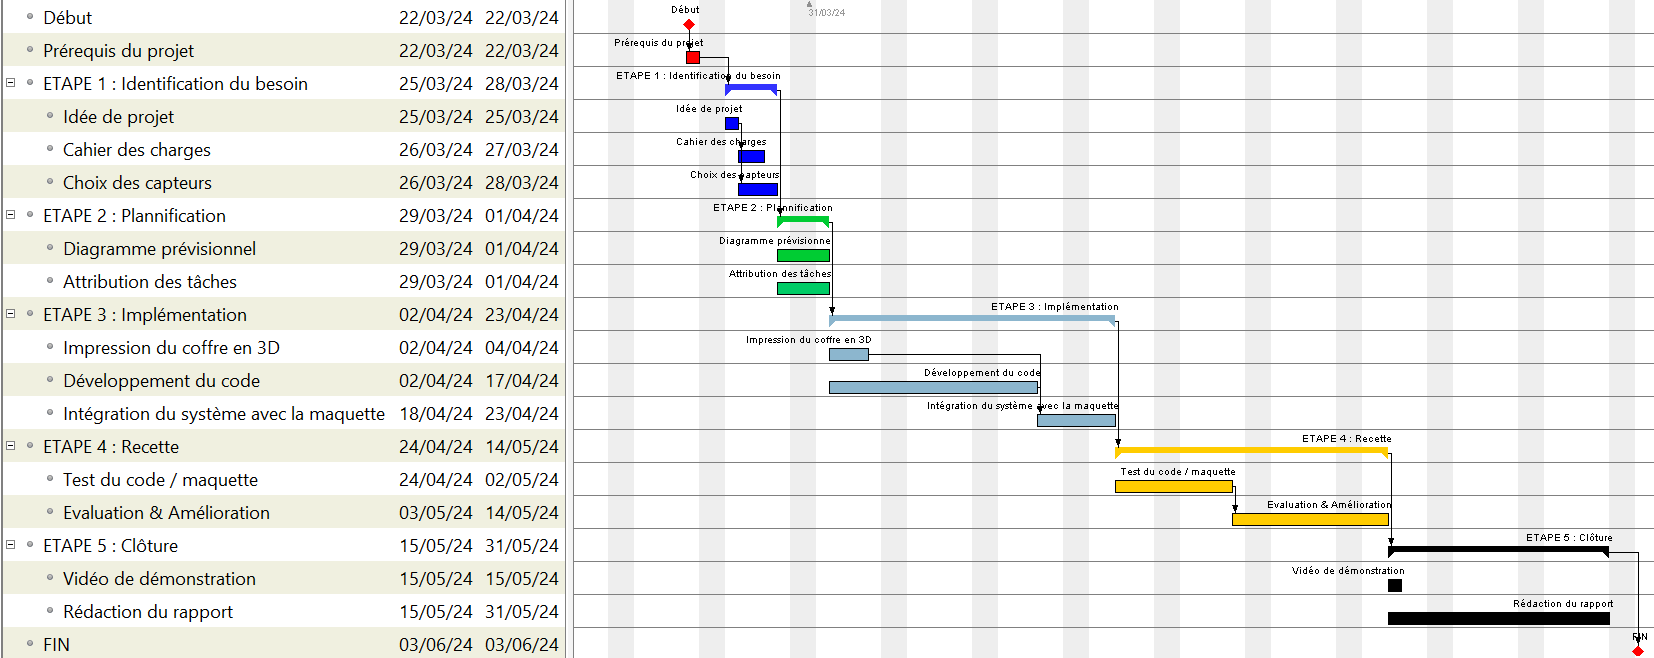 Début 22/03/24 22/03/24
Prérequis du projet 22/03/24 22/03/24
ETAPE 1 : Identification du besoin 25/03/24 28/03/24
Idée de projet 25/03/24 25/03/24
Cahier des charges 26/03/24 27/03/24
Choix des capteurs 26/03/24 28/03/24
ETAPE 2 : Plannification 29/03/24 01/04/24
Diagramme prévisionnel 29/03/24 01/04/24
Attribution des tâches 29/03/24 01/04/24
ETAPE 3 : Implémentation 02/04/24 23/04/24
Impression du coffre en 3D 02/04/24 04/04/24
Développement du code 02/04/24 17/04/24
Intégration du système avec la maquette 18/04/24 23/04/24
ETAPE 4 : Recette 24/04/24 14/05/24
Test du code / maquette 24/04/24 02/05/24
Evaluation & Amélioration 03/05/24 14/05/24
ETAPE 5 : Clôture 15/05/24 31/05/24
Vidéo de démonstration 15/05/24 15/05/24
Rédaction du rapport 15/05/24 31/05/24
FIN 03/06/24 03/06/24
31/03/24
Début
Prérequis du projet
ETAPE 1 : Identification du besoin
Idée de projet
Cahier des charges
Choix des capteurs
ETAPE 2 : Plannification
Diagramme prévisionne
Attribution des tâches
ETAPE 3 : Implémentation
Impression du coffre en 3D
Développement du code
Intégration du système avec la maquette
ETAPE 4 : Recette
Test du code / maquette
Evaluation & Amélioration
ETAPE 5 : Clôture
Vidéo de démonstration
Rédaction du rapport
FIN